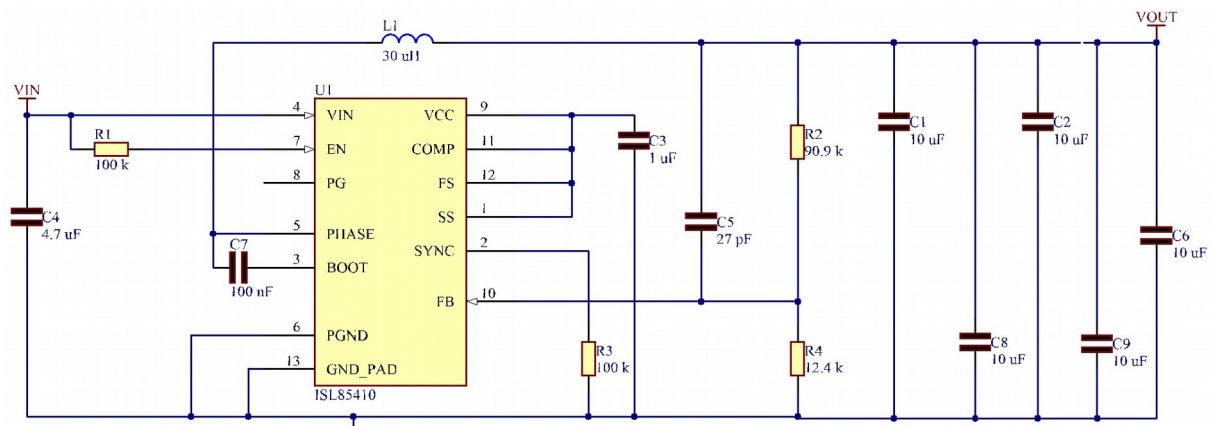 L1
30 uH
VOUT
VIN
U1
4
VIN
VCC
9
R1
100 k
7
EN
COMP
11
8
PG
FS
12
SS
1
5
PHASE
SYNC
2
C7
100 nF
3
BOOT
FB
10
6
PGND
13
GND_PAD
ISL85410
C4
4.7 uF
C3
1 uF
R2
90.9 k
C1
10 uF
C2
10 uF
C5
27 pF
C6
10 uF
R3
100 k
R4
12.4 k
C8
10 uF
C9
10 uF